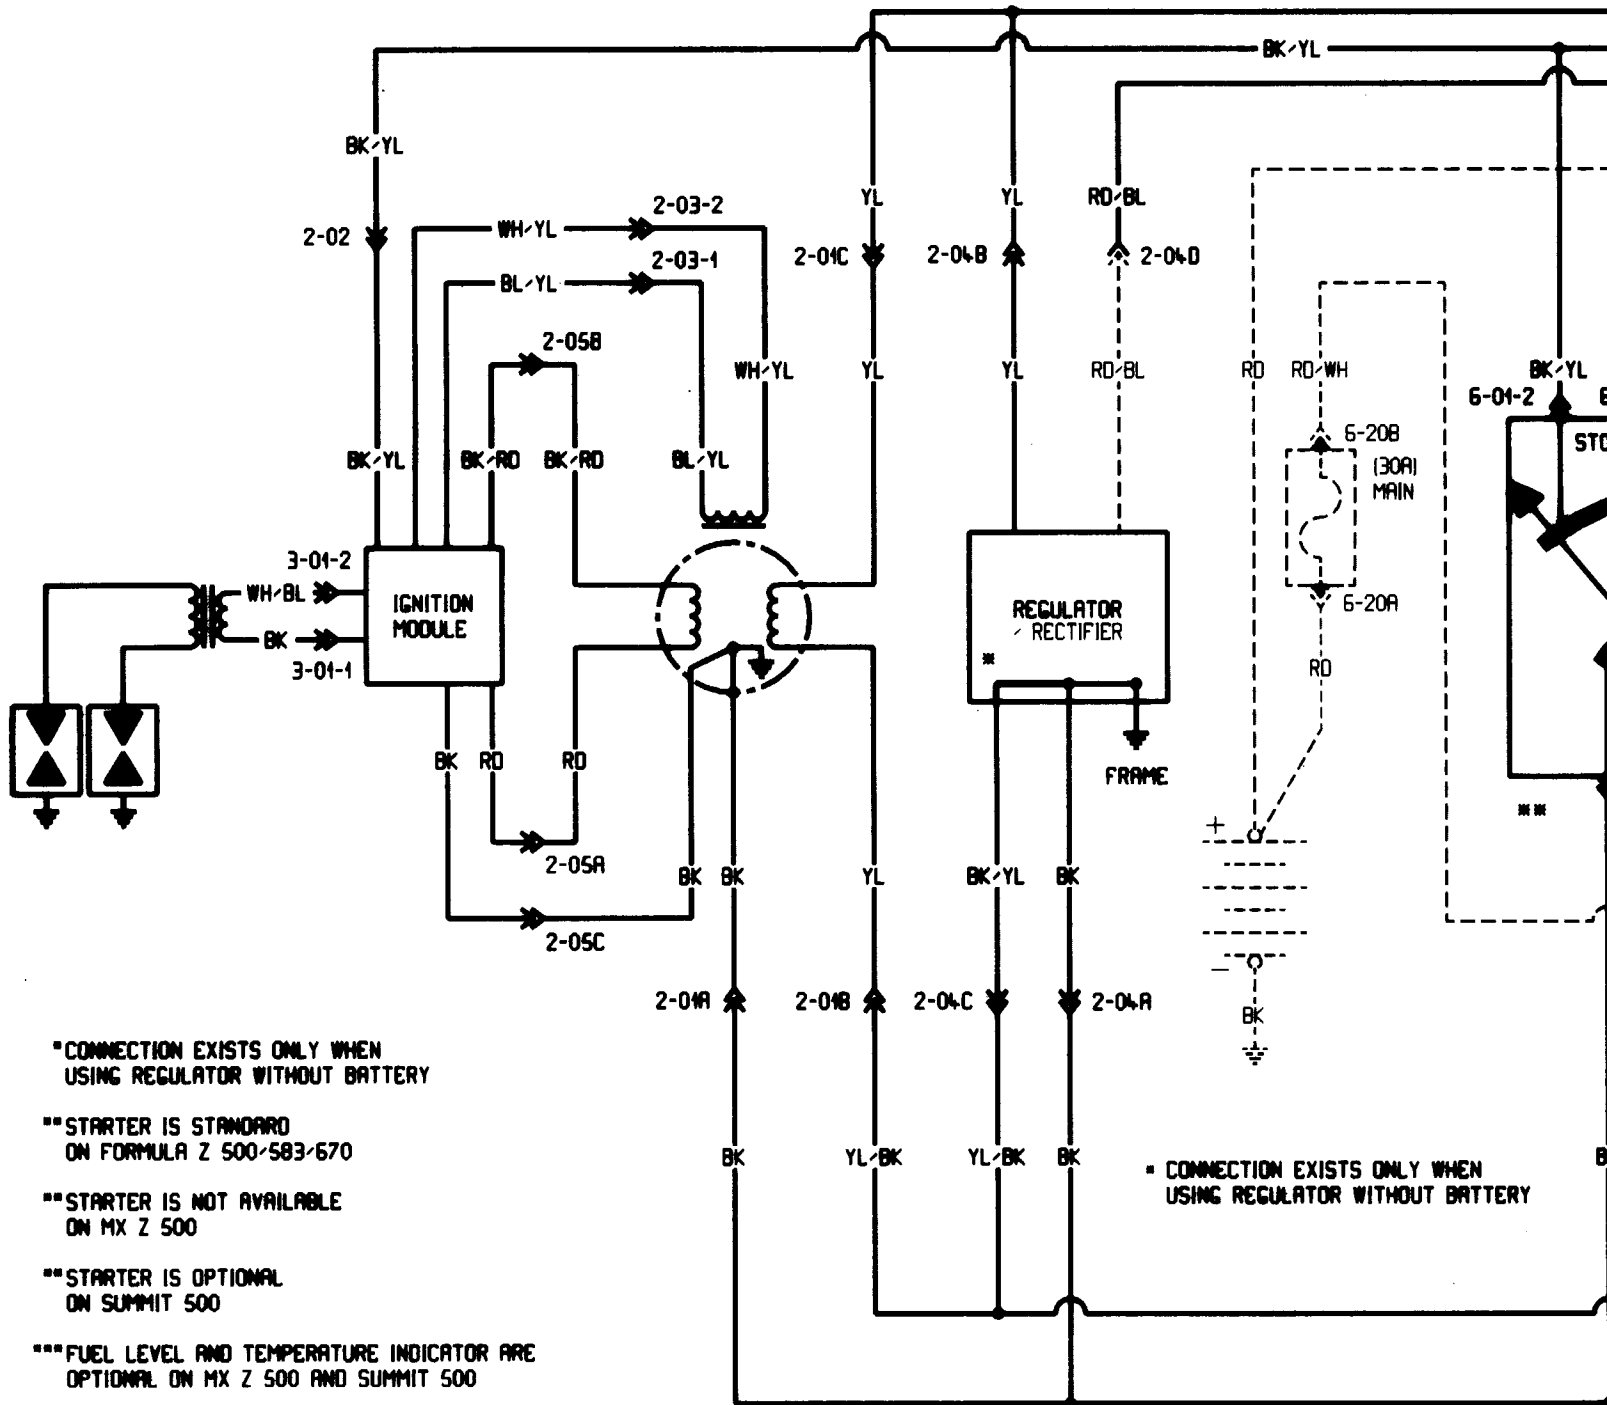 BK/YL
BK/YL
YL
YL
RD/BL
2-03-2
WH/YL
2-02
2-03-1
2-01C
2-04B
2-04D
BL/YL
2-05B
WH/YL
YL
YL
RD/BL
RD
RD/WH
BK/YL
6-01-2
6-20B
BK/YL
BK/RD
BK/RD
BL/YL
(30A)
MAIN
3-01-2
WH/BL
IGNITION
MODULE
REGULATOR
/ RECTIFIER
6-20A
BK
3-01-1
*
RD
BK
RD
RD
FRAME
**
+
2-05A
BK
BK
YL
BK/YL
BK
2-05C
-
2-01A
2-01B
2-04C
2-04A
BK
*CONNECTION EXISTS ONLY WHEN
USING REGULATOR WITHOUT BATTERY
**STARTER IS STANDARD
ON FORMULA Z 500/583/670
BK
YL/BK
YL/BK
BK
* CONNECTION EXISTS ONLY WHEN
USING REGULATOR WITHOUT BATTERY
**STARTER IS NOT AVAILABLE
ON MX Z 500
**STARTER IS OPTIONAL
ON SUMMIT 500
***FUEL LEVEL AND TEMPERATURE INDICATOR ARE
OPTIONAL ON MX Z 500 AND SUMMIT 500